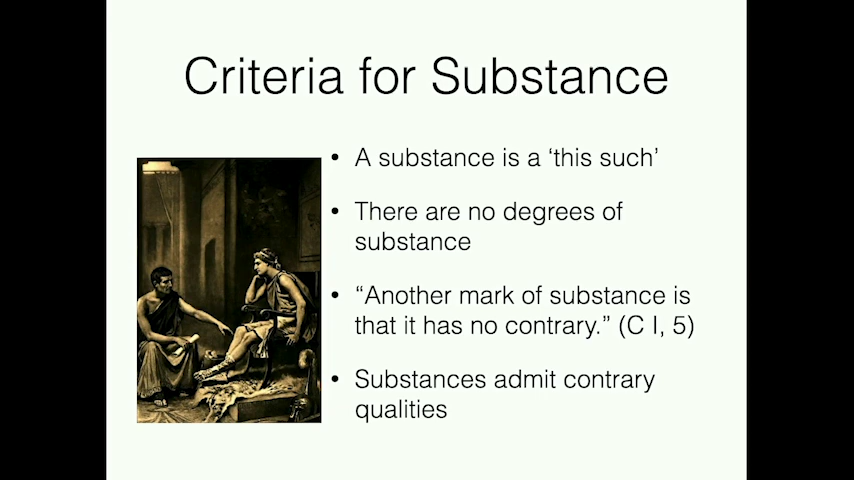 Criteria for Substance
• A substance is a ‘this such’
• There are no degrees of
substance
• “Another mark of substance is
that it has no contrary.” (C I, 5)
• Substances admit contrary
qualities